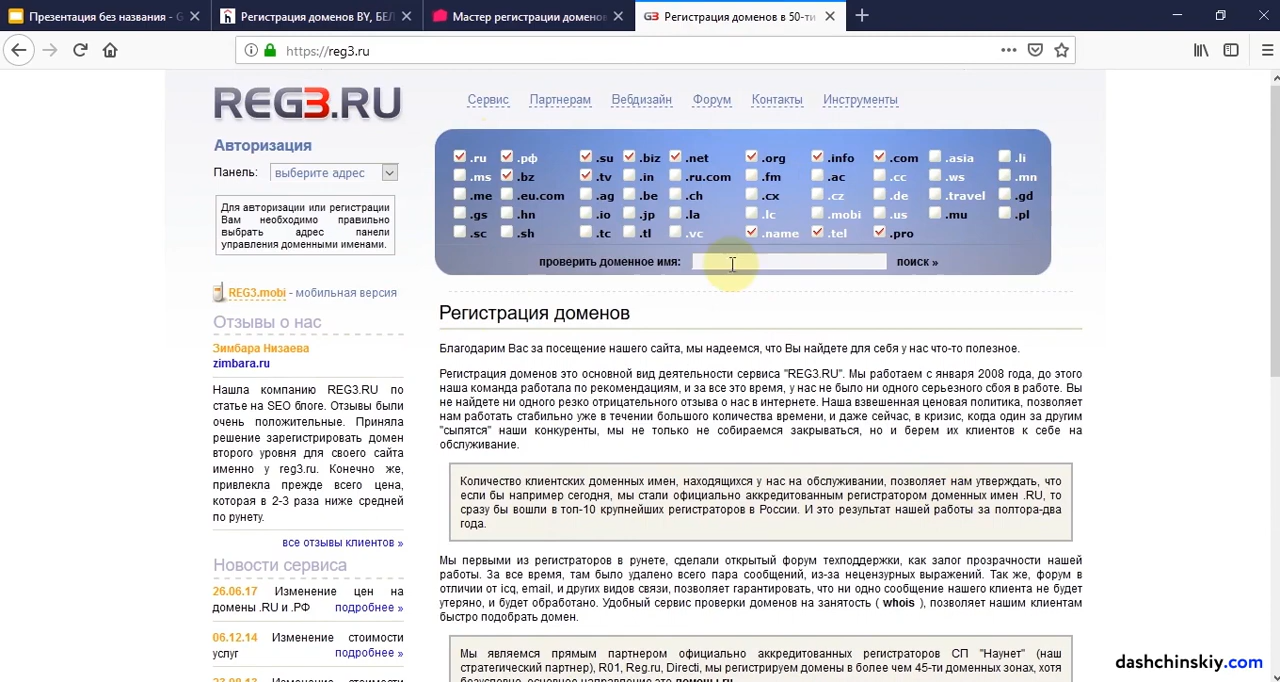 Презентация без названия - G
Регистрация доменов BY, БЕЛ
Мастер регистрации доменов
Регистрация доменов в 50-ти
https://reg3.ru
REG3.RU
Сервис Партнерам Вебдизайн Форум Контакты Инструменты
Авторизация
Панель: выберите адрес
Для авторизации или регистрации
Вам необходимо правильно
выбрать адрес панели
управления доменными именами.
.ru .рф .su .biz .net .org .info .com .asia .li
.ms .bz .tv .in .ru.com .fm .ac .cc .ws .mn
.me .eu.com .ag .be .ch .cx .cz .de .travel .gd
.gs .hn .io .jp .la .lc .mobi .us .mu .pl
.sc .sh .tc .tl .vc .name .tel .pro
проверить доменное имя: поиск »
REG3.mobi - мобильная версия
Отзывы о нас
Зимбара Низаева
zimbara.ru
Нашла компанию REG3.RU по
статье на SEO блоге. Отзывы были
очень положительные. Приняла
решение зарегистрировать домен
второго уровня для своего сайта
именно у reg3.ru. Конечно же,
привлекла прежде всего цена,
которая в 2-3 раза ниже средней
по рунету.
все отзывы клиентов »
Новости сервиса
26.06.17 Изменение цен на
домены .RU и .РФ подробнее »
06.12.14 Изменение стоимости
услуг подробнее »
23.08.13 Изменение стоимости
Регистрация доменов
Благодарим Вас за посещение нашего сайта, мы надеемся, что Вы найдете для себя у нас что-то полезное.
Регистрация доменов это основной вид деятельности сервиса "REG3.RU". Мы работаем с января 2008 года, до этого
наша команда работала по рекомендациям, и за все это время, у нас не было ни одного серьезного сбоя в работе. Вы
не найдете ни одного резко отрицательного отзыва о нас в интернете. Наша взвешенная ценовая политика, позволяет
нам работать стабильно уже в течении большого количества времени, и даже сейчас, в кризис, когда один за другим
"сыпятся" наши конкуренты, мы не только не собираемся закрываться, но и берем их клиентов к себе на
обслуживание.
Количество клиентских доменных имен, находящихся у нас на обслуживании, позволяет нам утверждать, что
если бы например сегодня, мы стали официально аккредитованным регистратором доменных имен .RU, то
сразу бы вошли в топ-10 крупнейших регистраторов в России. И это результат нашей работы за полтора-два
года.
Мы первыми из регистраторов в рунете, сделали открытый форум техподдержки, как залог прозрачности нашей
работы. За все время, там было удалено всего пара сообщений, из-за нецензурных выражений. Так же, форум в
отличии от icq, email, и других видов связи, позволяет гарантировать, что ни одно сообщение нашего клиента не будет
утеряно, и будет обработано. Удобный сервис проверки доменов на занятость ( whois ), позволяет нашим клиентам
быстро подобрать домен.
Мы являемся прямым партнером официально аккредитованных регистраторов СП "Наунет" (наш
стратегический партнер), R01, Reg.ru, Directi, мы регистрируем домены в более чем 45-ти доменных зонах, хотя
безусловно, основное направление это домены ru
dashchinskiy.com